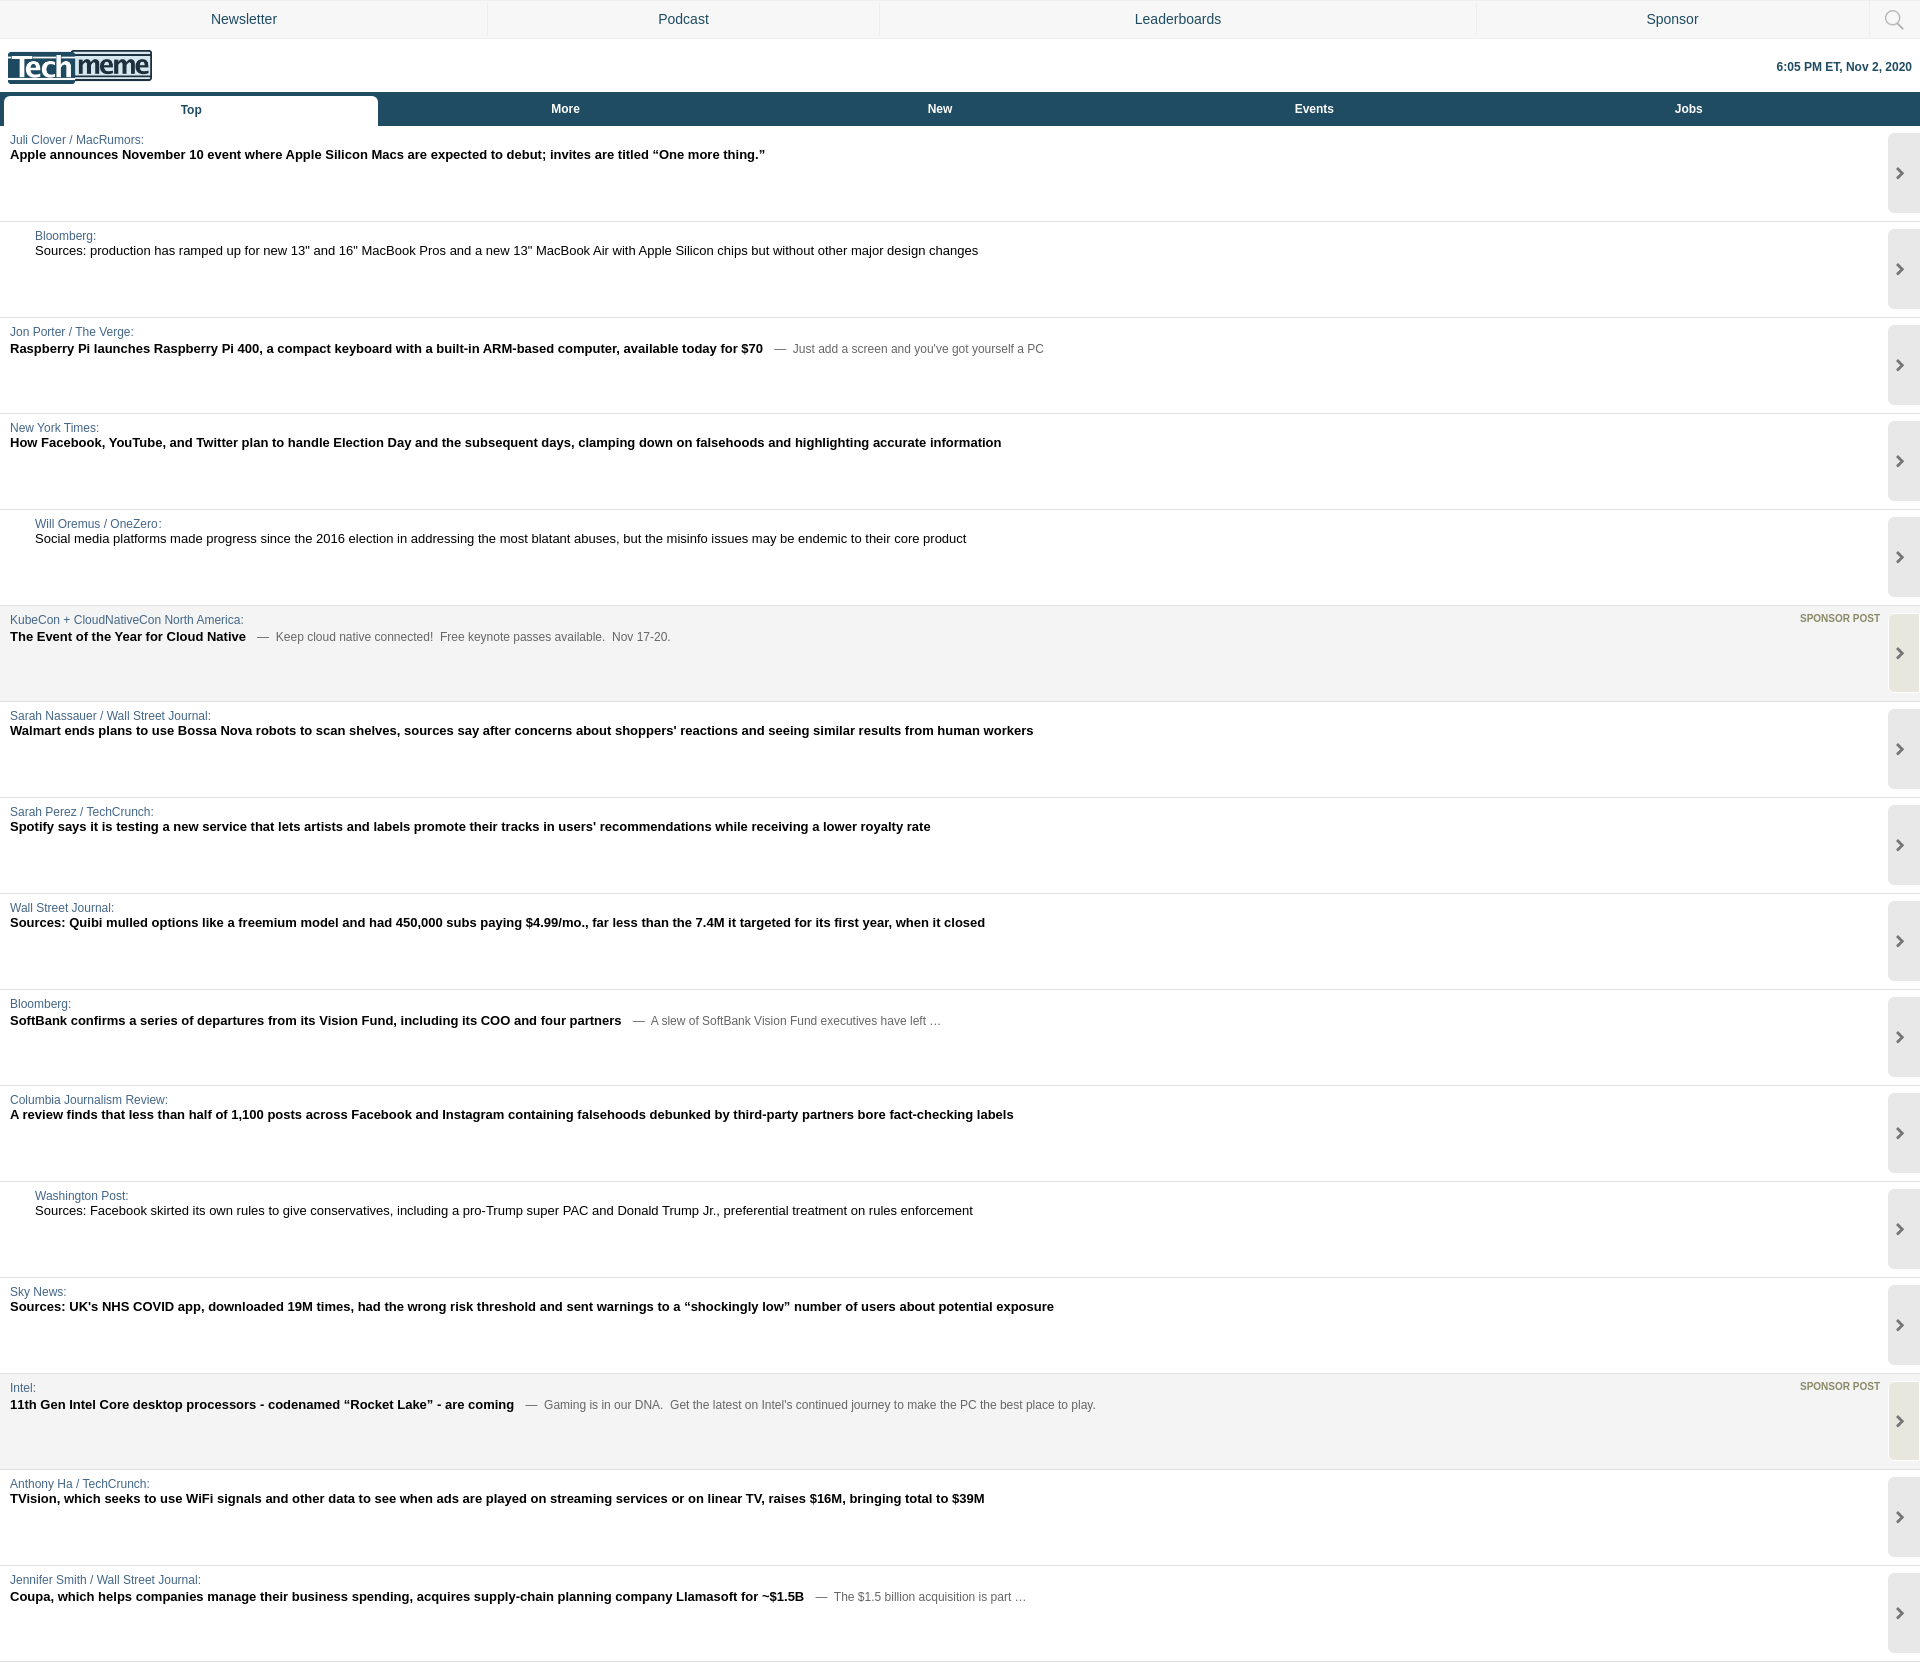 Newsletter
Podcast
Leaderboards
Sponsor
Techmeme
6:05 PM ET, Nov 2, 2020
Top
More
New
Events
Jobs
Juli Clover / MacRumors:
Apple announces November 10 event where Apple Silicon Macs are expected to debut; invites are titled “One more thing.”
Bloomberg:
Sources: production has ramped up for new 13" and 16" MacBook Pros and a new 13" MacBook Air with Apple Silicon chips but without other major design changes
Jon Porter / The Verge:
Raspberry Pi launches Raspberry Pi 400, a compact keyboard with a built-in ARM-based computer, available today for $70 — Just add a screen and you've got yourself a PC
New York Times:
How Facebook, YouTube, and Twitter plan to handle Election Day and the subsequent days, clamping down on falsehoods and highlighting accurate information
Will Oremus / OneZero:
Social media platforms made progress since the 2016 election in addressing the most blatant abuses, but the misinfo issues may be endemic to their core product
KubeCon + CloudNativeCon North America:
SPONSOR POST
The Event of the Year for Cloud Native — Keep cloud native connected! Free keynote passes available. Nov 17-20.
Sarah Nassauer / Wall Street Journal:
Walmart ends plans to use Bossa Nova robots to scan shelves, sources say after concerns about shoppers' reactions and seeing similar results from human workers
Sarah Perez / TechCrunch:
Spotify says it is testing a new service that lets artists and labels promote their tracks in users' recommendations while receiving a lower royalty rate
Wall Street Journal:
Sources: Quibi mulled options like a freemium model and had 450,000 subs paying $4.99/mo., far less than the 7.4M it targeted for its first year, when it closed
Bloomberg:
SoftBank confirms a series of departures from its Vision Fund, including its COO and four partners — A slew of SoftBank Vision Fund executives have left …
Columbia Journalism Review:
A review finds that less than half of 1,100 posts across Facebook and Instagram containing falsehoods debunked by third-party partners bore fact-checking labels
Washington Post:
Sources: Facebook skirted its own rules to give conservatives, including a pro-Trump super PAC and Donald Trump Jr., preferential treatment on rules enforcement
Sky News:
Sources: UK's NHS COVID app, downloaded 19M times, had the wrong risk threshold and sent warnings to a “shockingly low” number of users about potential exposure
Intel:
SPONSOR POST
11th Gen Intel Core desktop processors - codenamed “Rocket Lake” - are coming — Gaming is in our DNA. Get the latest on Intel's continued journey to make the PC the best place to play.
Anthony Ha / TechCrunch:
TVision, which seeks to use WiFi signals and other data to see when ads are played on streaming services or on linear TV, raises $16M, bringing total to $39M
Jennifer Smith / Wall Street Journal:
Coupa, which helps companies manage their business spending, acquires supply-chain planning company Llamasoft for ~$1.5B — The $1.5 billion acquisition is part …